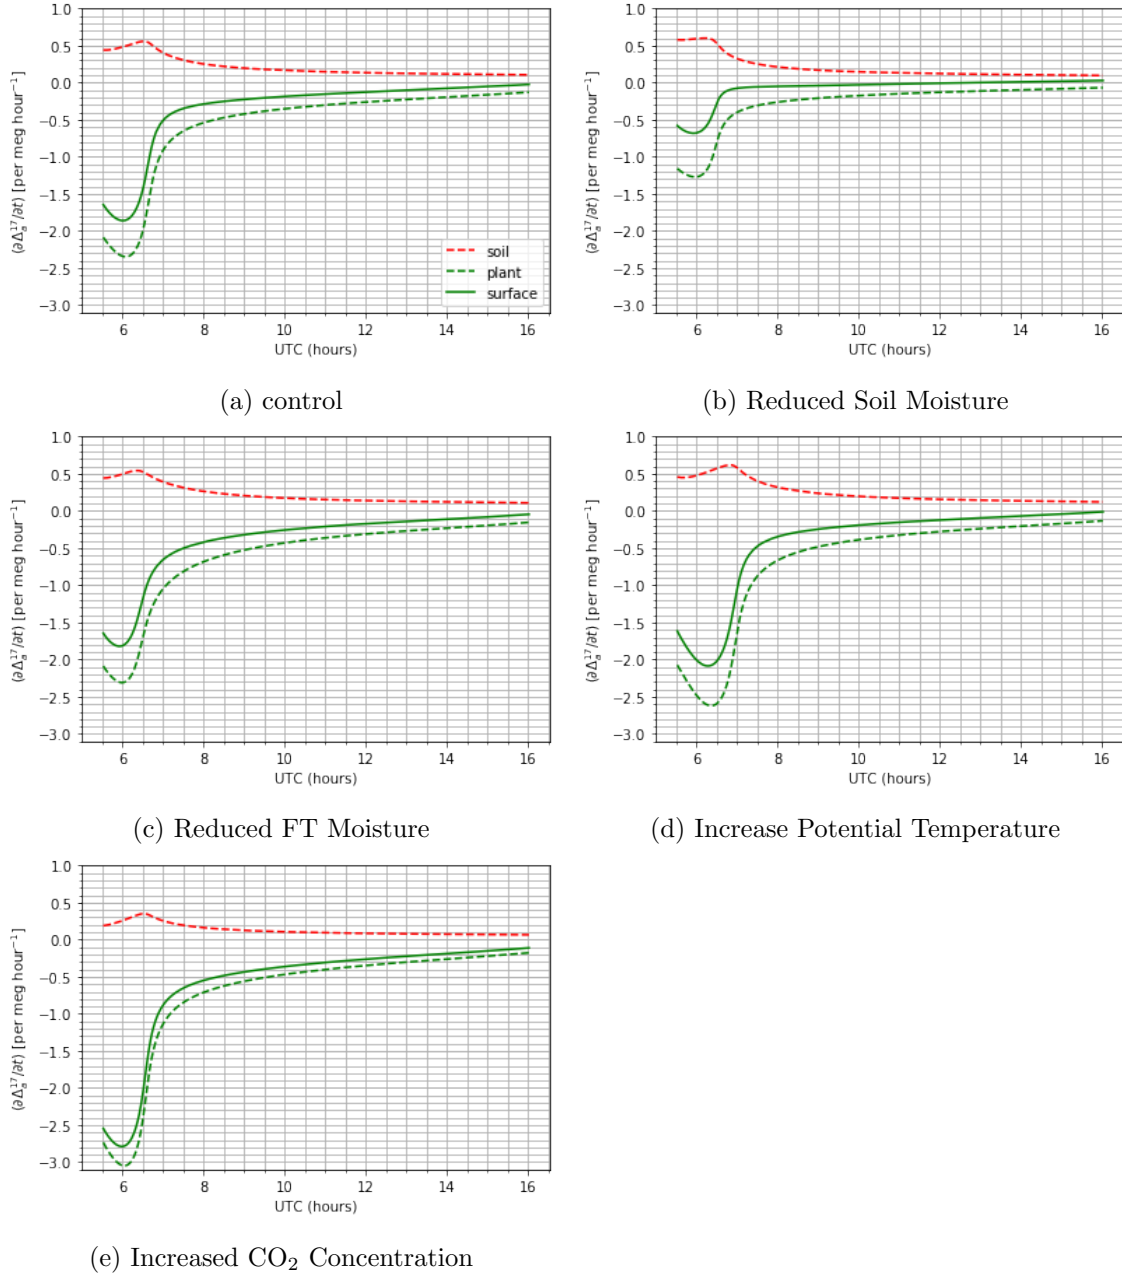 1.0
0.5
0.0
−0.5
−1.0
−1.5
−2.0
−2.5
−3.0
(∂Δₐ¹⁷/∂t) [per meg hour⁻¹]
soil
plant
surface
6 8 10 12 14 16
UTC (hours)
(a) control
1.0
0.5
0.0
−0.5
−1.0
−1.5
−2.0
−2.5
−3.0
(∂Δₐ¹⁷/∂t) [per meg hour⁻¹]
6 8 10 12 14 16
UTC (hours)
(b) Reduced Soil Moisture
1.0
0.5
0.0
−0.5
−1.0
−1.5
−2.0
−2.5
−3.0
(∂Δₐ¹⁷/∂t) [per meg hour⁻¹]
6 8 10 12 14 16
UTC (hours)
(c) Reduced FT Moisture
1.0
0.5
0.0
−0.5
−1.0
−1.5
−2.0
−2.5
−3.0
(∂Δₐ¹⁷/∂t) [per meg hour⁻¹]
6 8 10 12 14 16
UTC (hours)
(d) Increase Potential Temperature
1.0
0.5
0.0
−0.5
−1.0
−1.5
−2.0
−2.5
−3.0
(∂Δₐ¹⁷/∂t) [per meg hour⁻¹]
6 8 10 12 14 16
UTC (hours)
(e) Increased CO₂ Concentration